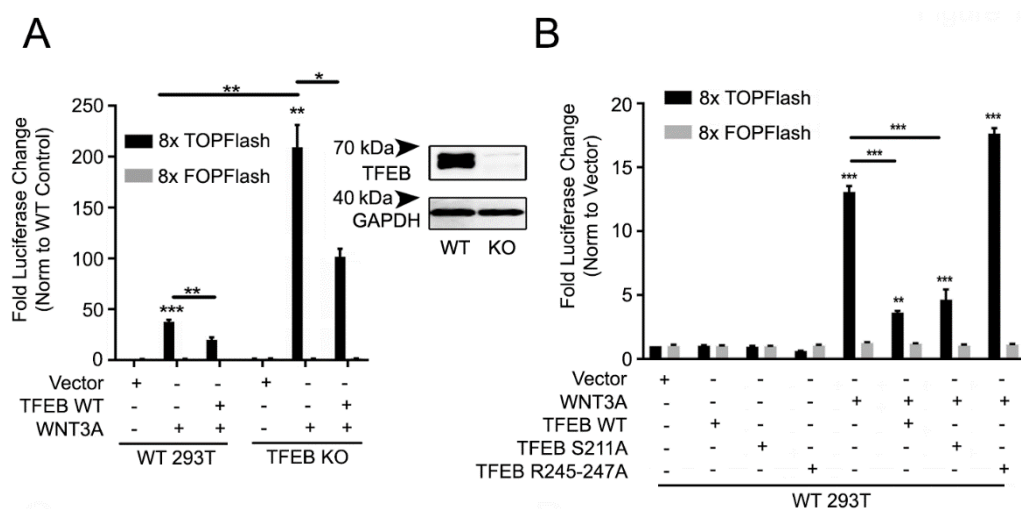 A
B
Fold Luciferase Change
(Norm to WT Control)
250
200
150
100
50
0
8x TOPFlash
8x FOPFlash
**
*
**
***
**
70 kDa
TFEB
40 kDa
GAPDH
WT KO
Vector + - - + - -
TFEB WT - - + - - +
WNT3A - + + - + +
WT 293T TFEB KO
Fold Luciferase Change
(Norm to Vector)
20
15
10
5
0
8x TOPFlash
8x FOPFlash
***
***
***
***
**
***
Vector + - - - - - - -
WNT3A - - - - + + + +
TFEB WT - + - - - + - -
TFEB S211A - - + - - - + -
TFEB R245-247A - - - + - - - +
WT 293T